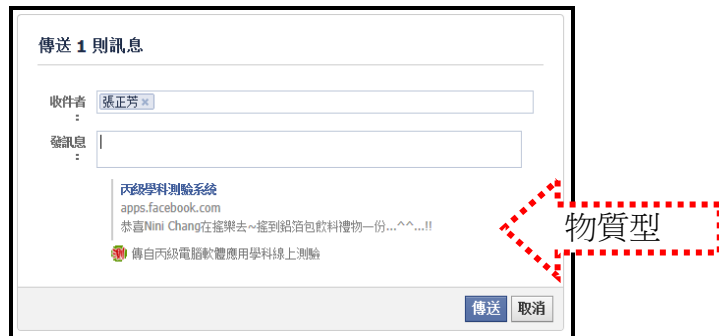 傳送 1 則訊息
收件者
:
張正芳 ×
發訊息
:
丙級學科測驗系統
apps.facebook.com
恭喜Nini Chang在搖樂去~搖到鋁箔包飲料禮物一份...^^...!!
專自丙級電腦軟體應用學科線上測驗
物質型
傳送 取消